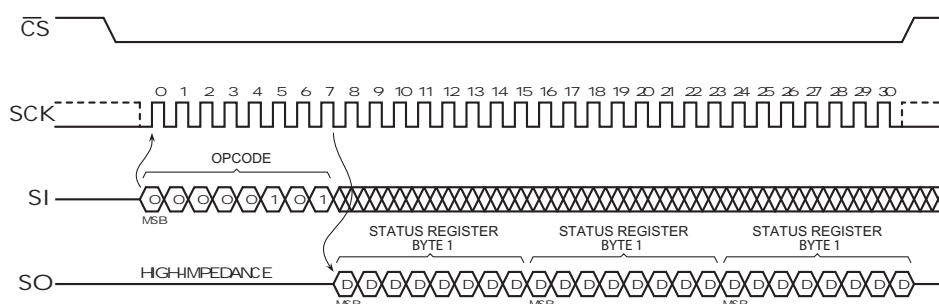 CS
SCK
0 1 2 3 4 5 6 7 8 9 10 11 12 13 14 15 16 17 18 19 20 21 22 23 24 25 26 27 28 29 30
OPCODE
SI
0 0 0 0 0 1 0 1
MSB
STATUS REGISTER
BYTE 1
STATUS REGISTER
BYTE 1
STATUS REGISTER
BYTE 1
SO
HIGH-IMPEDANCE
D D D D D D D D D D D D D D D D D D D D D D D D
MSB
MSB
MSB